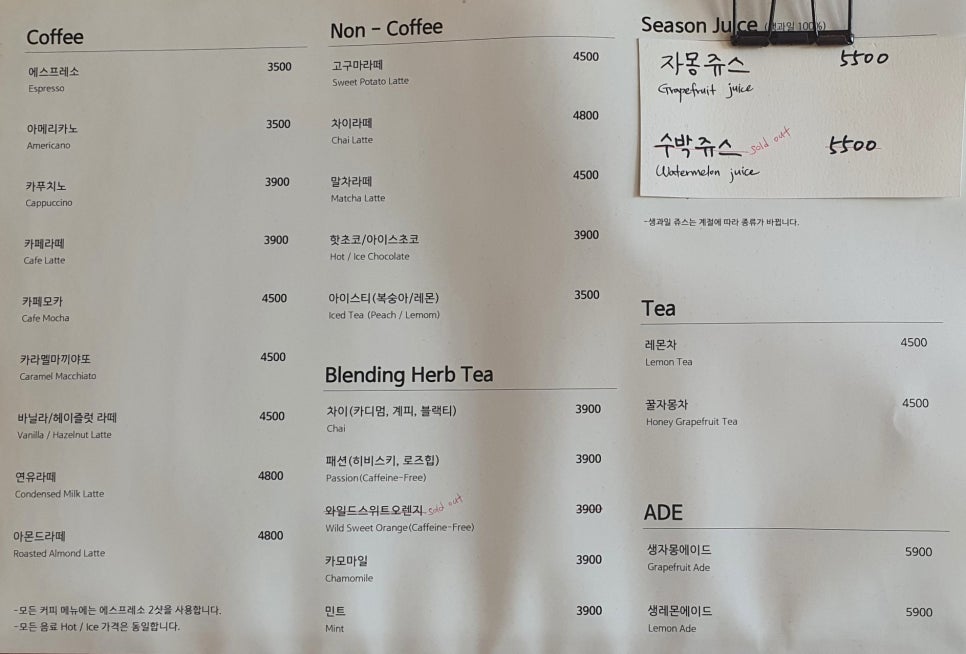 Coffee
에스프레소 3500
Espresso
아메리카노 3500
Americano
카푸치노 3900
Cappuccino
카페라떼 3900
Cafe Latte
카페모카 4500
Cafe Mocha
카라멜마끼야또 4500
Caramel Macchiato
바닐라/헤이즐럿 라떼 4500
Vanilla / Hazelnut Latte
연유라떼 4800
Condensed Milk Latte
아몬드라떼 4800
Roasted Almond Latte
-모든 커피 메뉴에는 에스프레소 2샷을 사용합니다.
-모든 음료 Hot / Ice 가격은 동일합니다.
Non - Coffee
고구마라떼 4500
Sweet Potato Latte
차이라떼 4800
Chai Latte
말차라떼 4500
Matcha Latte
핫초코/아이스초코 3900
Hot / Ice Chocolate
아이스티(복숭아/레몬) 3500
Iced Tea (Peach / Lemom)
Blending Herb Tea
차이(카디멈, 계피, 블랙티) 3900
Chai
패션(히비스키, 로즈힙) 3900
Passion(Caffeine-Free)
와일드스위트오렌지 sold out 3900
Wild Sweet Orange(Caffeine-Free)
카모마일 3900
Chamomile
민트 3900
Mint
Season Juice (생과일 100%)
자몽쥬스 5500
Grapefruit juice
수박쥬스 sold out 5500
Watermelon juice
-생과일 쥬스는 계절에 따라 종류가 바뀝니다.
Tea
레몬차 4500
Lemon Tea
꿀자몽차 4500
Honey Grapefruit Tea
ADE
생자몽에이드 5900
Grapefruit Ade
생레몬에이드 5900
Lemon Ade